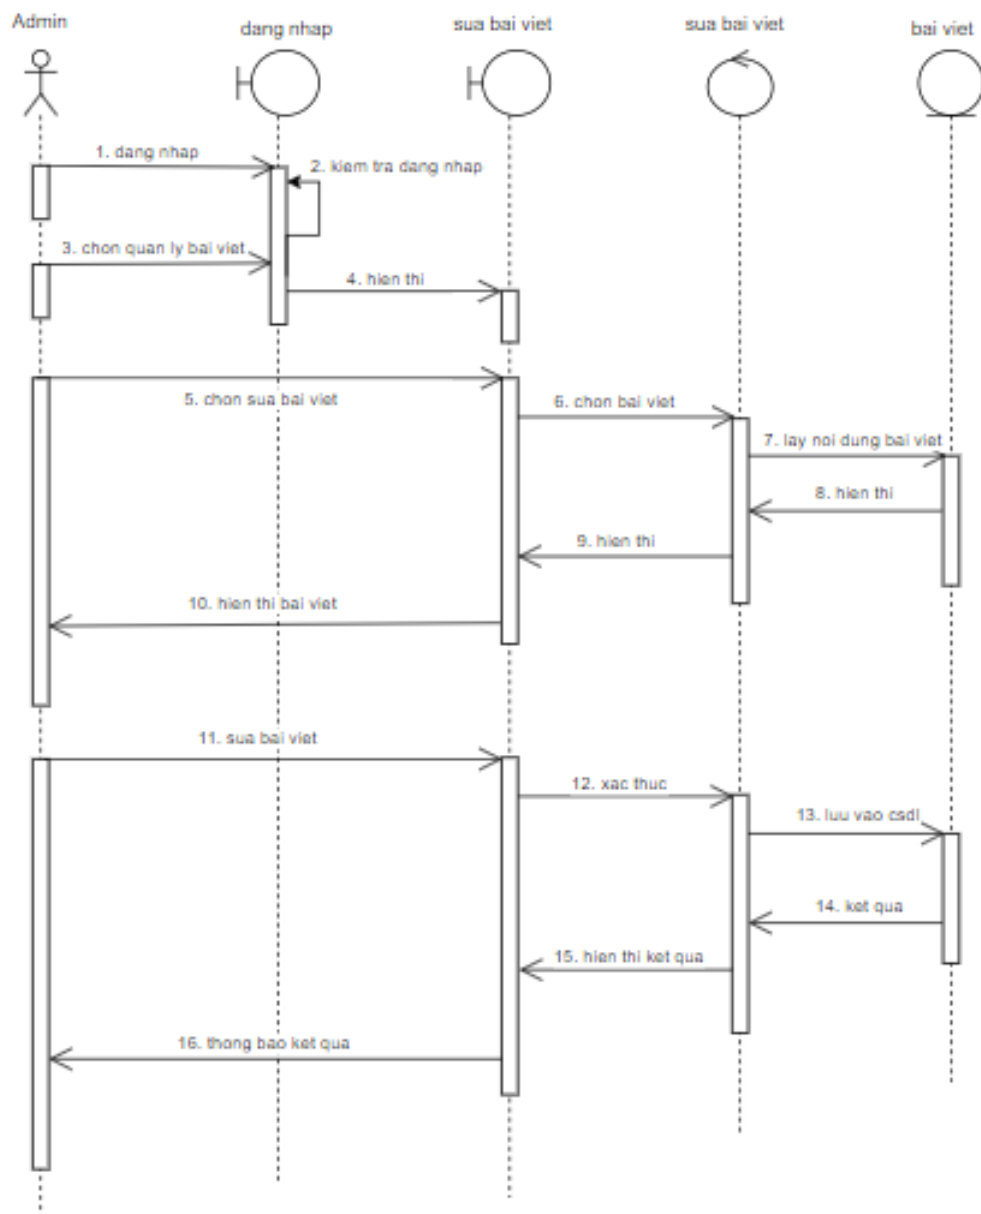 Admin
dang nhap
sua bai viet
sua bai viet
bai viet
1. dang nhap
2. kiem tra dang nhap
3. chon quan ly bai viet
4. hien thi
5. chon sua bai viet
6. chon bai viet
7. lay noi dung bai viet
8. hien thi
9. hien thi
10. hien thi bai viet
11. sua bai viet
12. xac thuc
13. luu vao csdl
14. ket qua
15. hien thi ket qua
16. thong bao ket qua